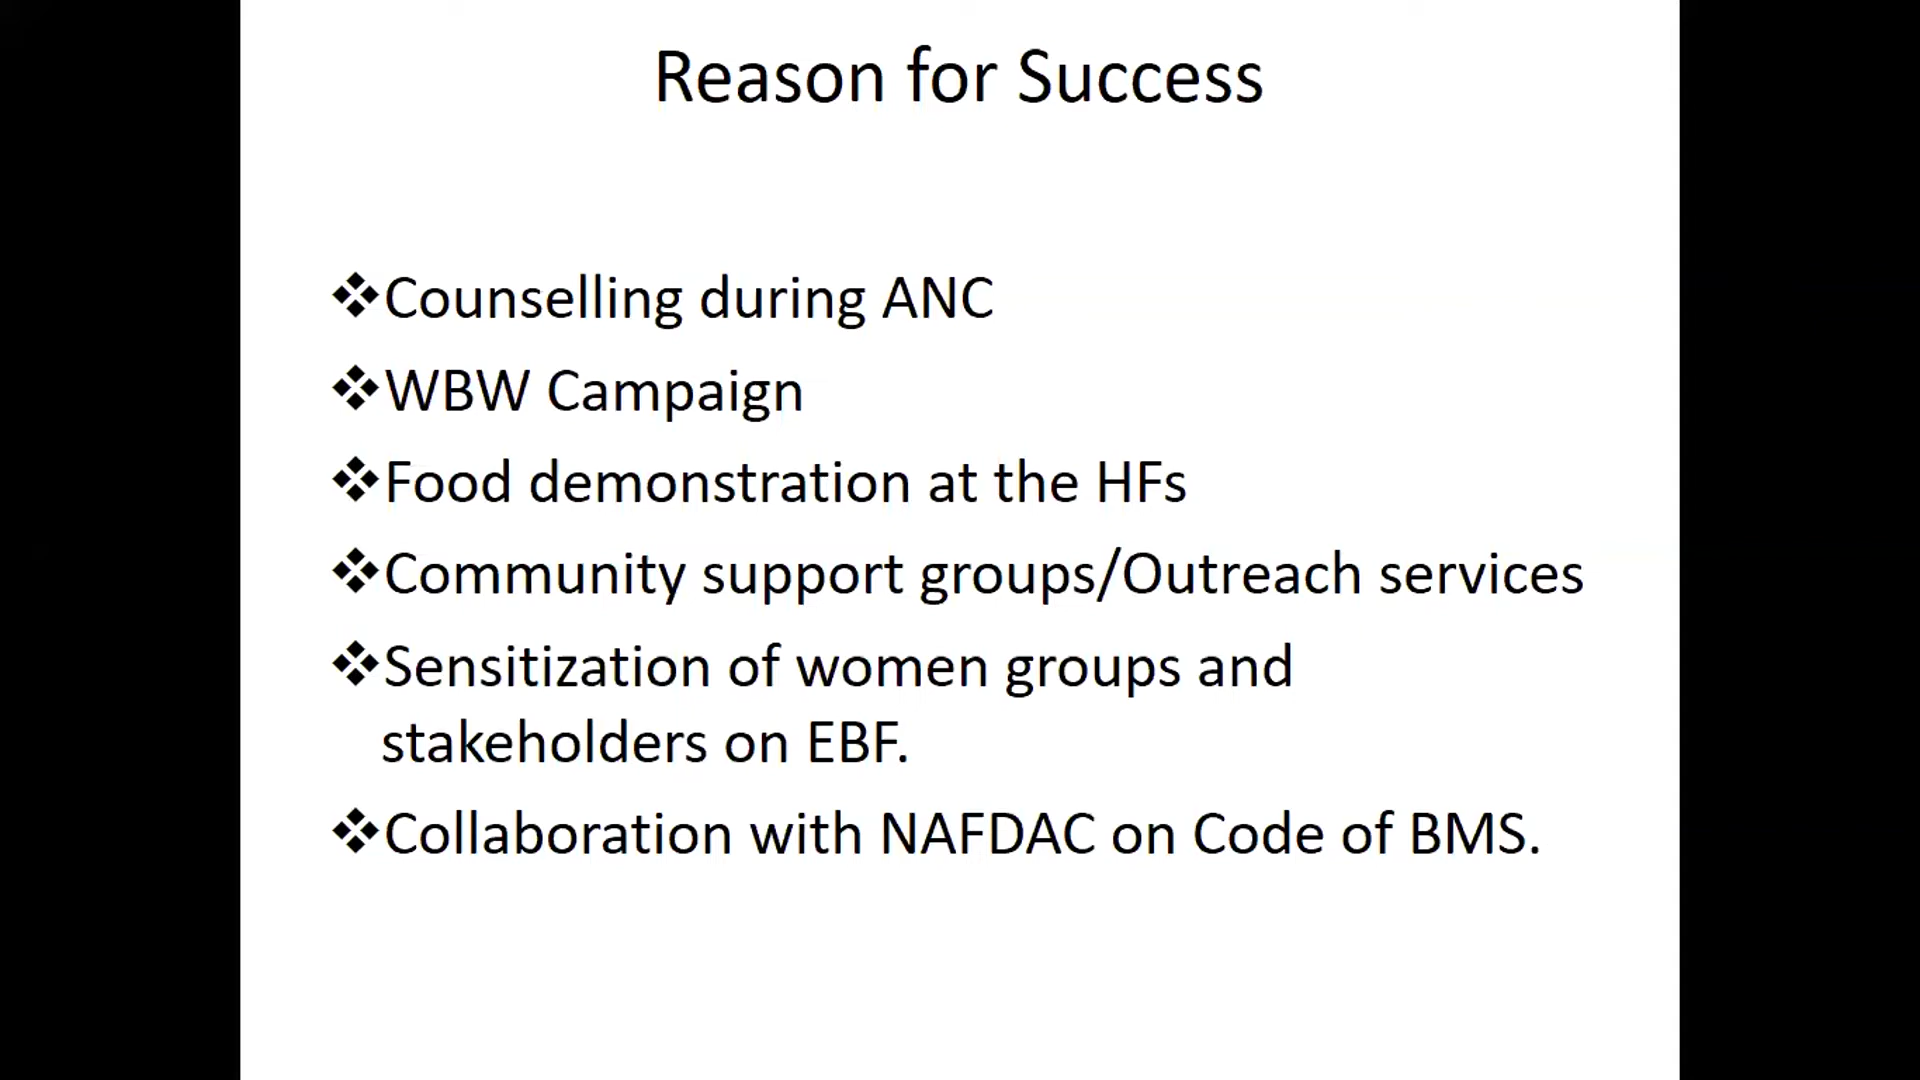 Reason for Success
❖Counselling during ANC
❖WBW Campaign
❖Food demonstration at the HFs
❖Community support groups/Outreach services
❖Sensitization of women groups and
stakeholders on EBF.
❖Collaboration with NAFDAC on Code of BMS.